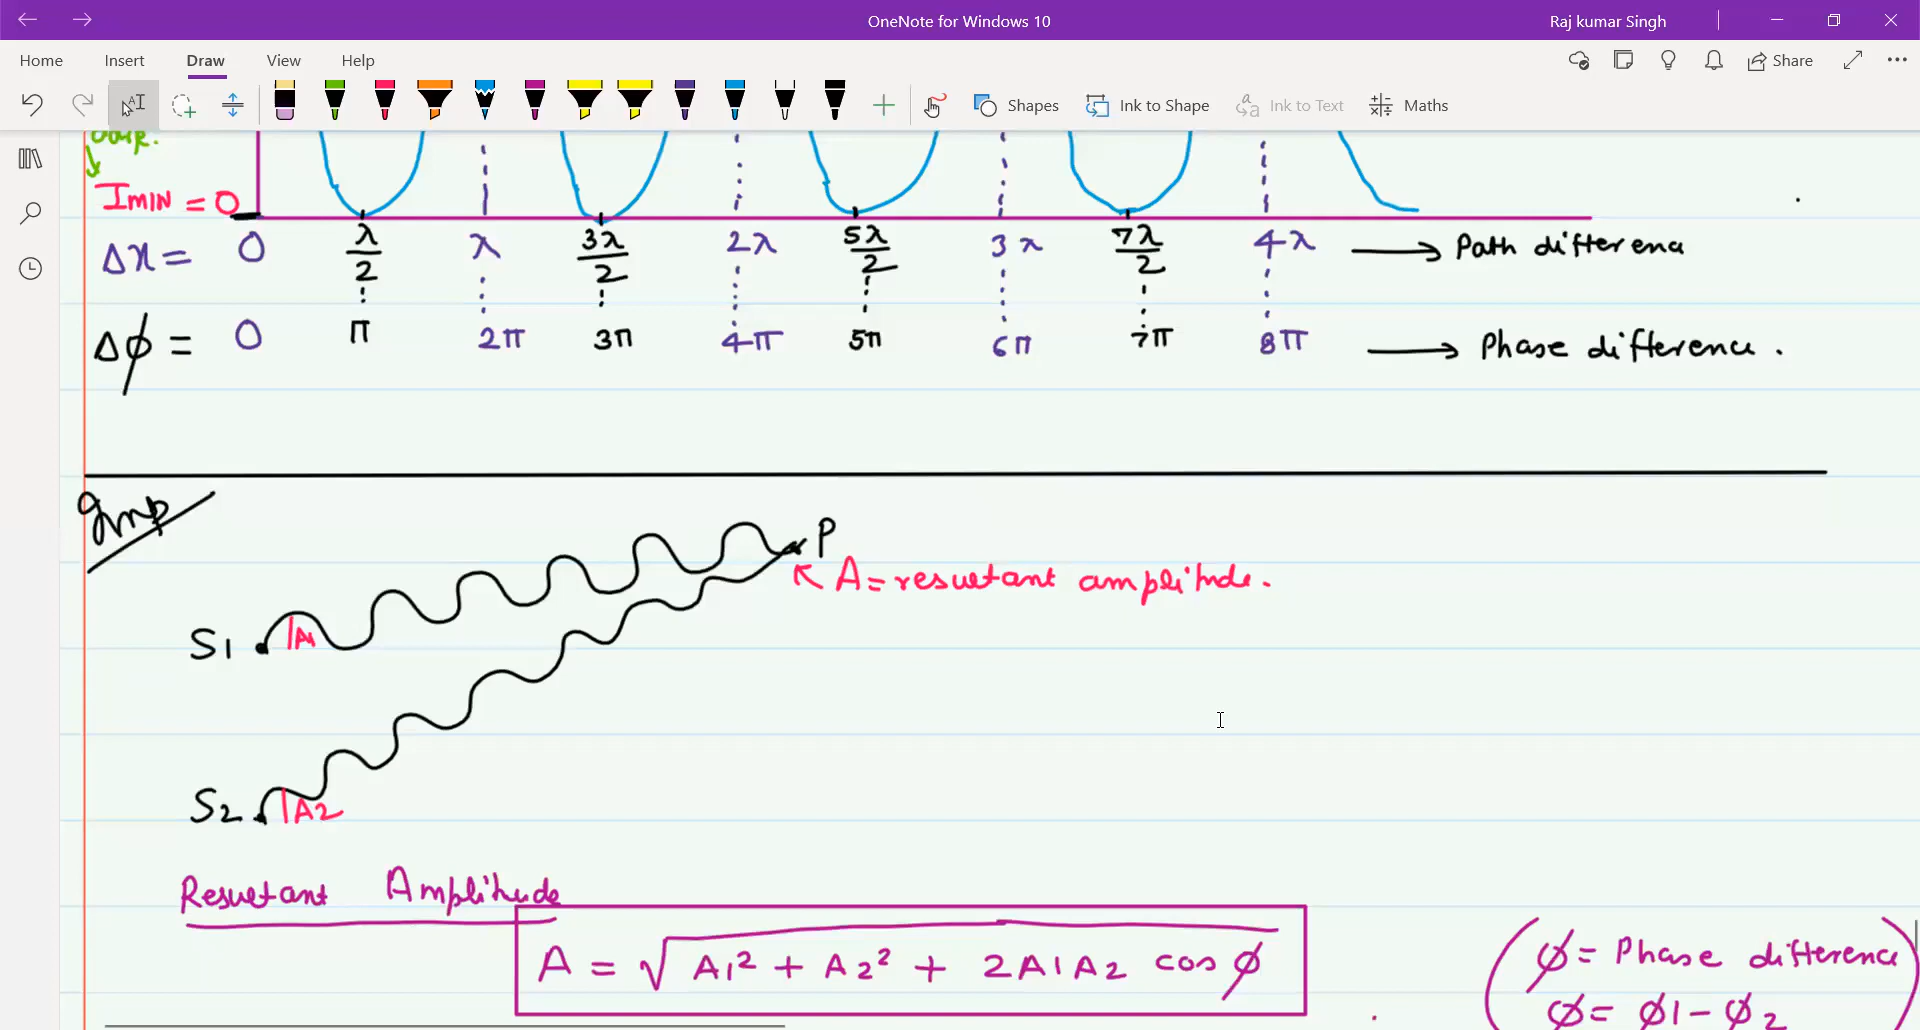 OneNote for Windows 10
Raj kumar Singh
Home Insert Draw View Help
Share
Shapes Ink to Shape Ink to Text Maths
IMIN = 0
Δx = 0 λ/2 λ 3λ/2 2λ 5λ/2 3λ 7λ/2 4λ → Path differenc
Δϕ = 0 π 2π 3π 4π 5π 6π 7π 8π → Phase difference.
Imp
P
A = resultant amplitude.
S1 A1
S2 A2
Resultant Amplitude
A = √A1² + A2² + 2A1A2 cos ϕ
(ϕ = Phase difference
ϕ = ϕ1 - ϕ2